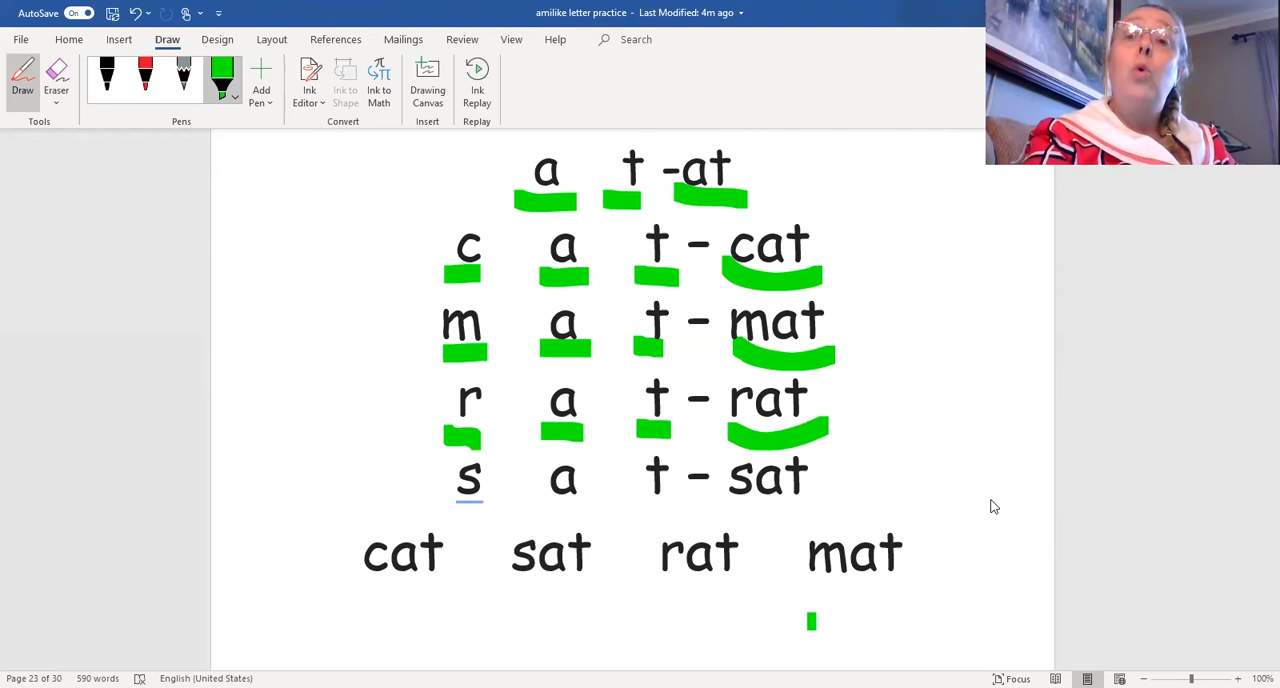 AutoSave On amilike letter practice - Last Modified: 4m ago
File Home Insert Draw Design Layout References Mailings Review View Help Search
Draw Eraser Add Pen Ink Editor Ink to Shape Ink to Math Drawing Canvas Ink Replay
Tools Pens Convert Insert Replay
a t -at
c a t - cat
m a t - mat
r a t - rat
s a t - sat
cat sat rat mat
Page 23 of 30 590 words English (United States) Focus 100%